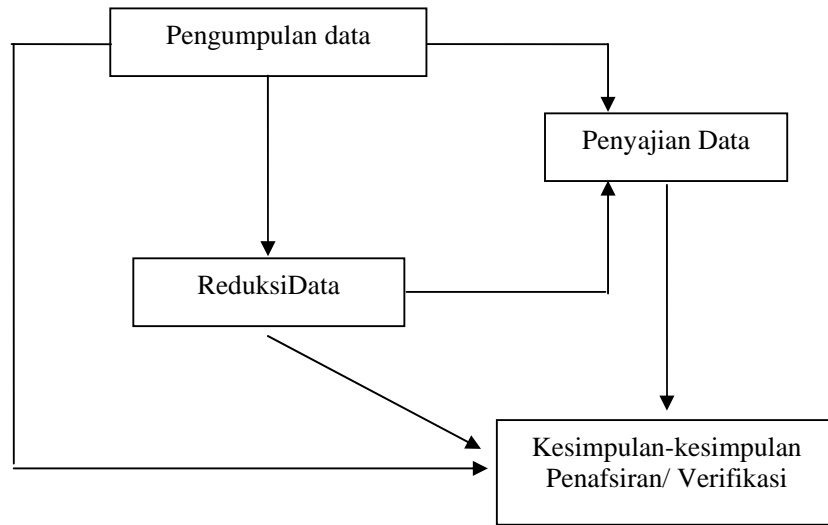 Pengumpulan data
Penyajian Data
ReduksiData
Kesimpulan-kesimpulan
Penafsiran/ Verifikasi